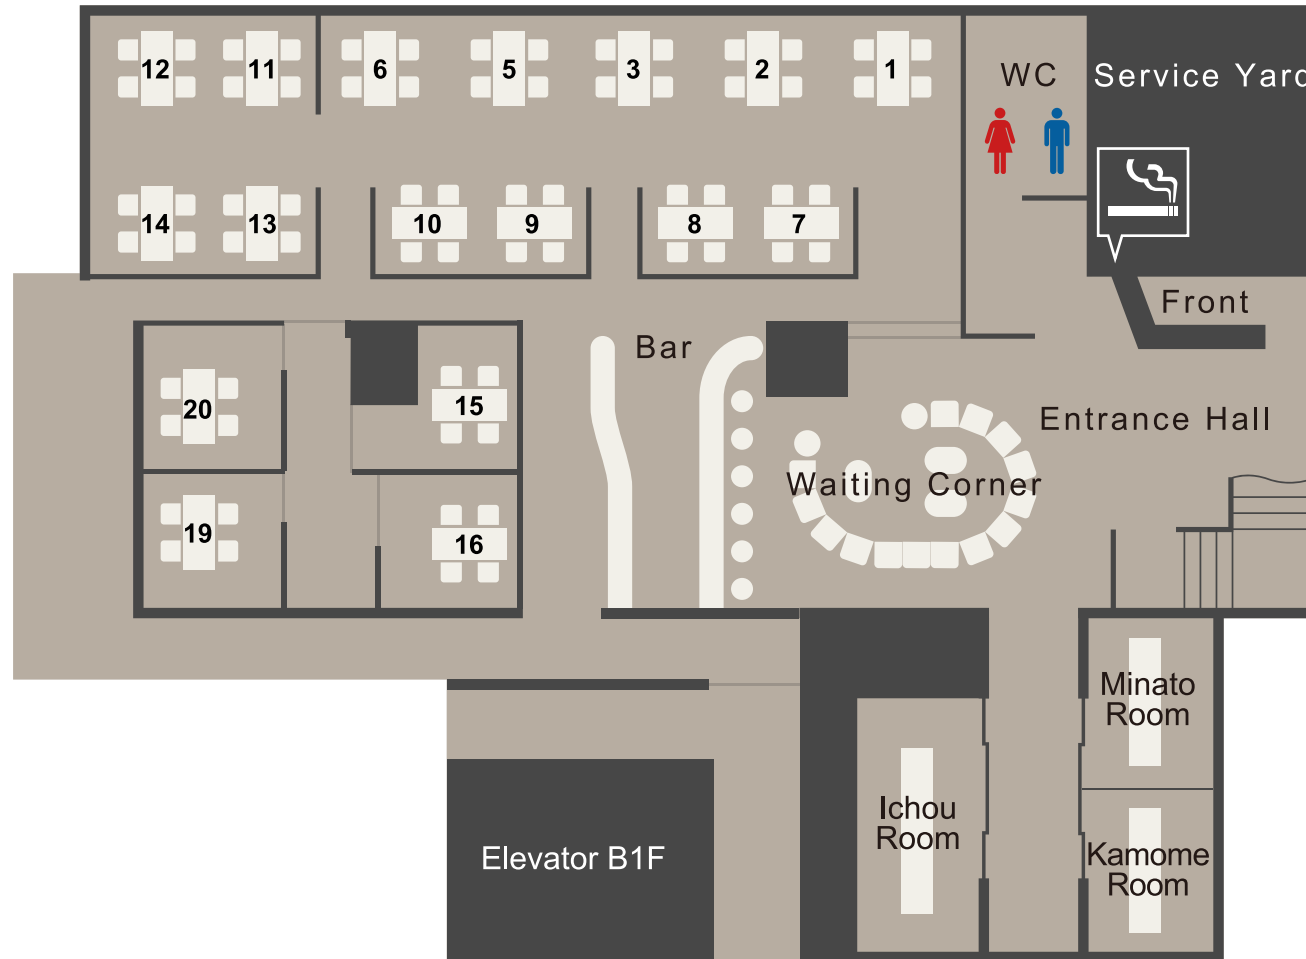 12
11
6
5
3
2
1
WC
Service Yard
14
13
10
9
8
7
Front
Bar
20
15
Entrance Hall
Waiting Corner
19
16
Minato
Room
Ichou
Room
Kamome
Room
Elevator B1F